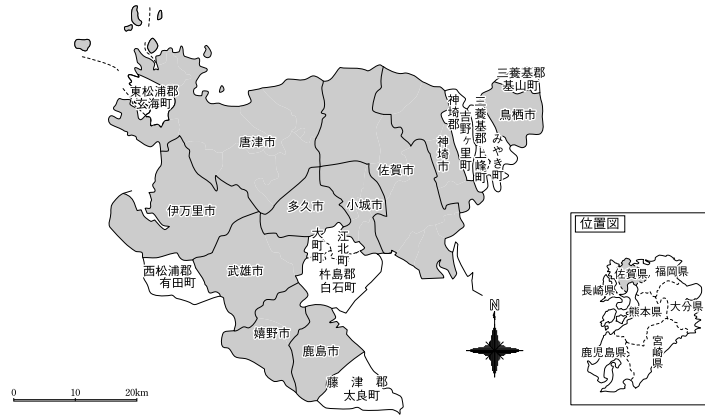 三養基郡
基山町
鳥栖市
東松浦郡
玄海町
神埼郡
吉野ヶ里町
三養基郡上峰町
みやき町
神埼市
唐津市
佐賀市
伊万里市
多久市
小城市
大町町
江北町
杵島郡
白石町
西松浦郡
有田町
武雄市
嬉野市
鹿島市
藤津郡
太良町
N
0 10 20km
位置図
佐賀県
福岡県
長崎県
大分県
熊本県
宮崎県
鹿児島県